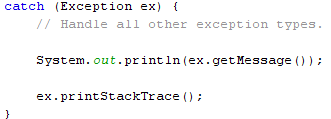 catch (Exception ex) {
    // Handle all other exception types.
    System.out.println(ex.getMessage());
    ex.printStackTrace();
}